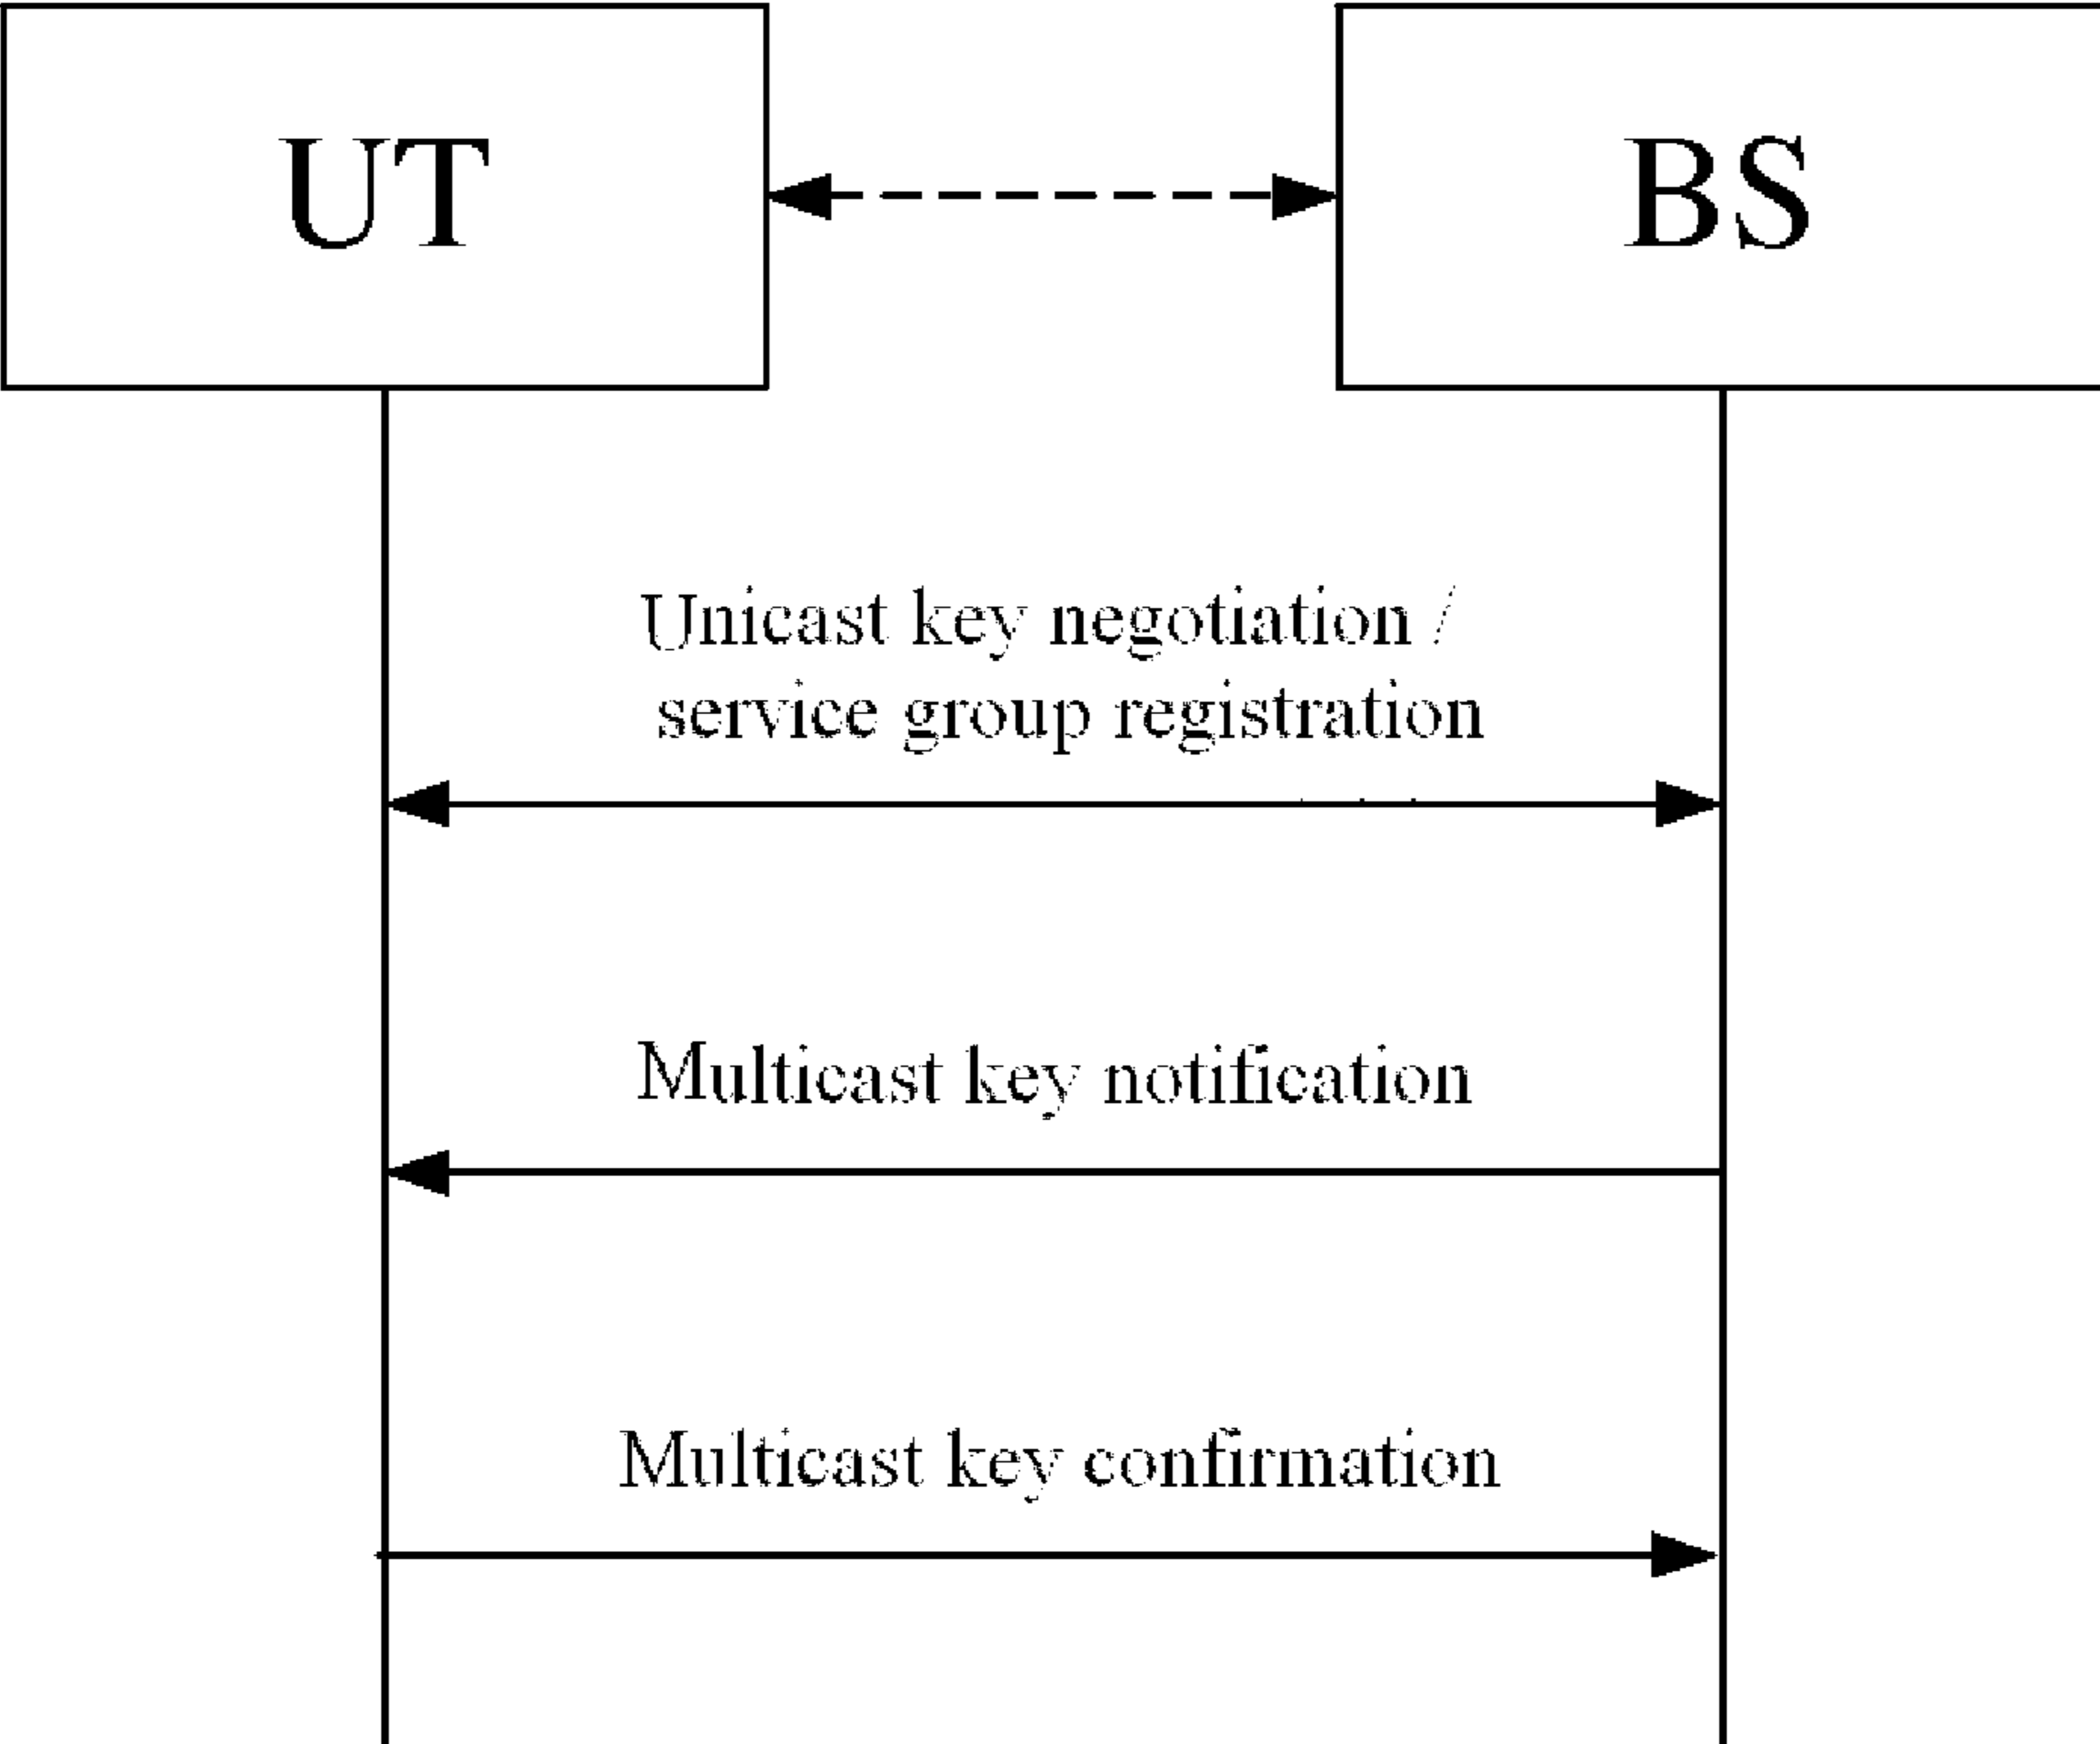 UT
BS
Unicast key negotiation /
service group registration
Multicast key notification
Multicast key confirmation